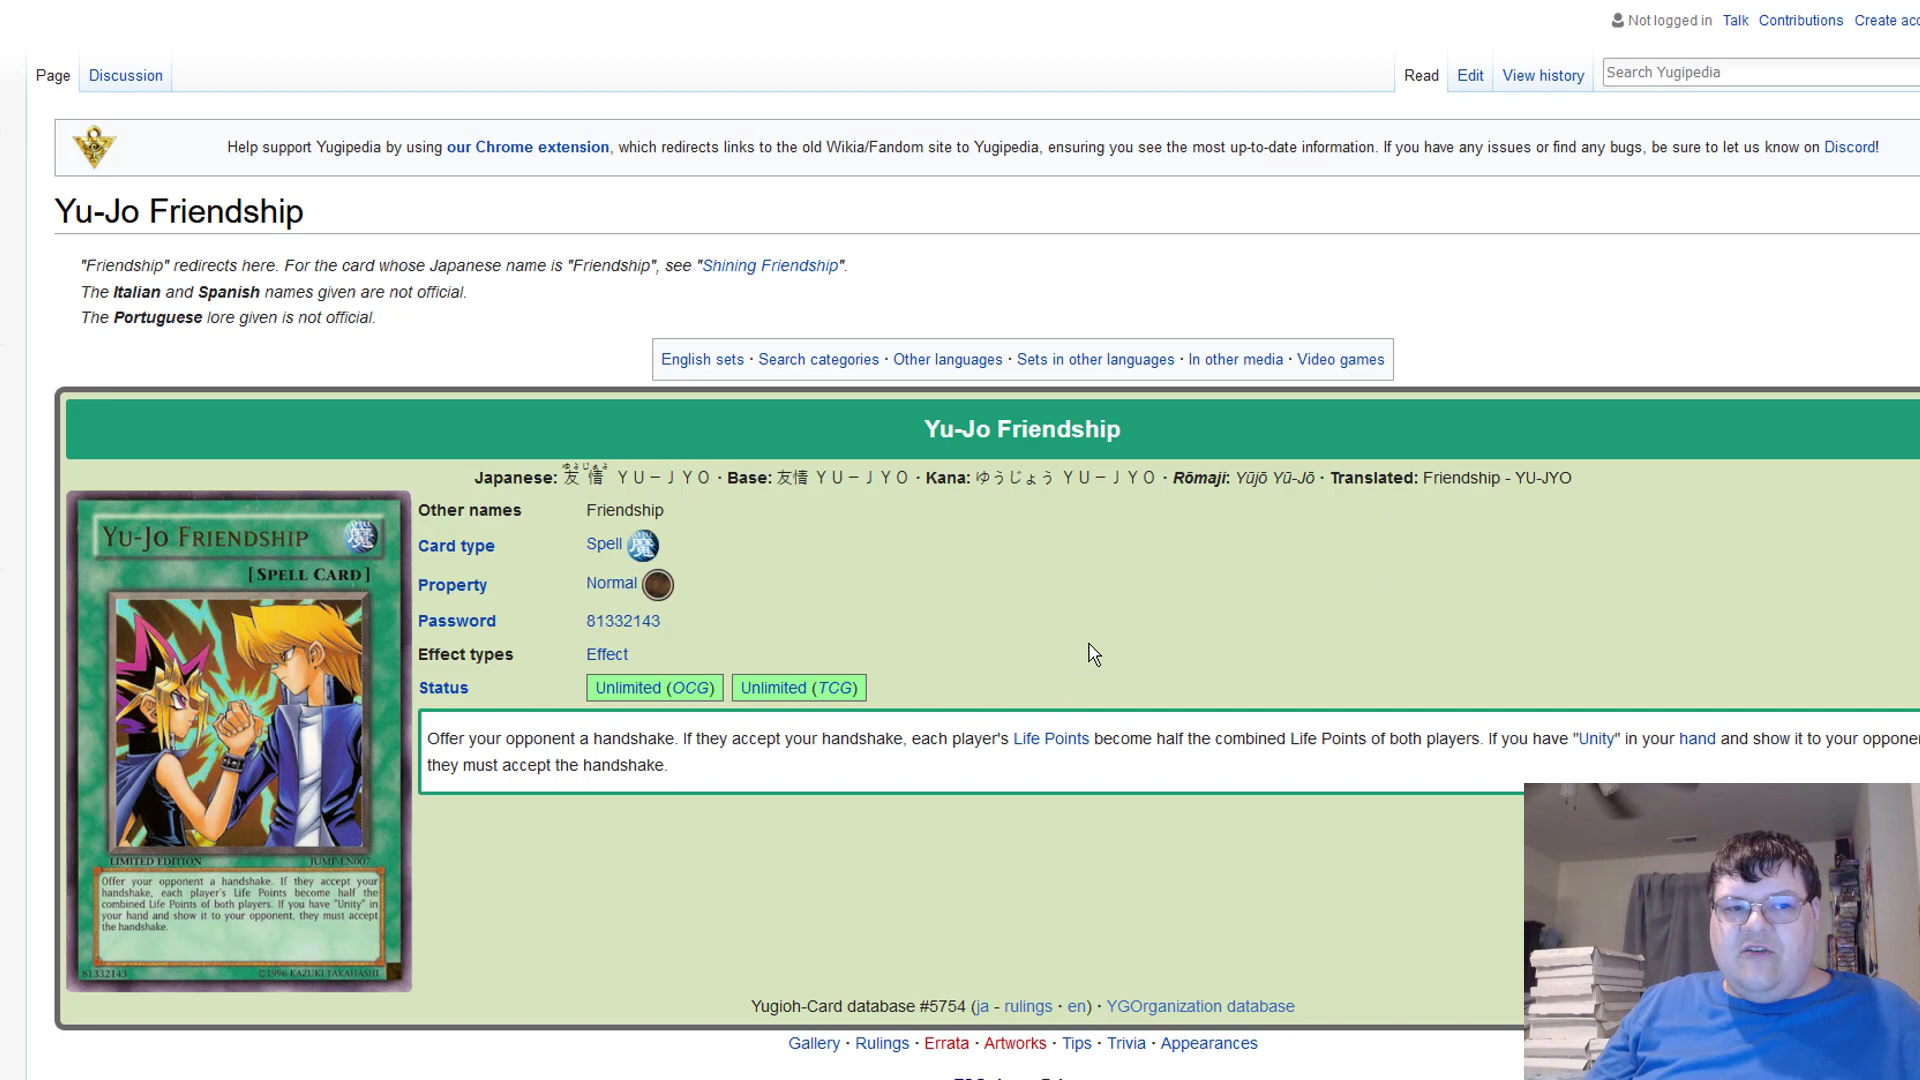 Not logged in Talk Contributions Create acc
Page Discussion Read Edit View history Search Yugipedia
Help support Yugipedia by using our Chrome extension, which redirects links to the old Wikia/Fandom site to Yugipedia, ensuring you see the most up-to-date information. If you have any issues or find any bugs, be sure to let us know on Discord!
Yu-Jo Friendship
"Friendship" redirects here. For the card whose Japanese name is "Friendship", see "Shining Friendship".
The Italian and Spanish names given are not official.
The Portuguese lore given is not official.
English sets · Search categories · Other languages · Sets in other languages · In other media · Video games
Yu-Jo Friendship
ゆうじょう
Japanese: 友情 ＹＵ－ＪＹＯ · Base: 友情 ＹＵ－ＪＹＯ · Kana: ゆうじょう ＹＵ－ＪＹＯ · Rōmaji: Yūjō Yū-Jō · Translated: Friendship - YU-JYO
Yu-Jo Friendship 魔
[Spell Card]
LIMITED EDITION JUMP-EN007
Offer your opponent a handshake. If they accept your
handshake, each player's Life Points become half the
combined Life Points of both players. If you have "Unity" in
your hand and show it to your opponent, they must accept
the handshake.
81332143 ©1996 KAZUKI TAKAHASHI
Other names Friendship
Card type Spell 魔
Property Normal
Password 81332143
Effect types Effect
Status Unlimited (OCG) Unlimited (TCG)
Offer your opponent a handshake. If they accept your handshake, each player's Life Points become half the combined Life Points of both players. If you have "Unity" in your hand and show it to your oppone
they must accept the handshake.
Yugioh-Card database #5754 (ja - rulings · en) · YGOrganization database
Gallery · Rulings · Errata · Artworks · Tips · Trivia · Appearances